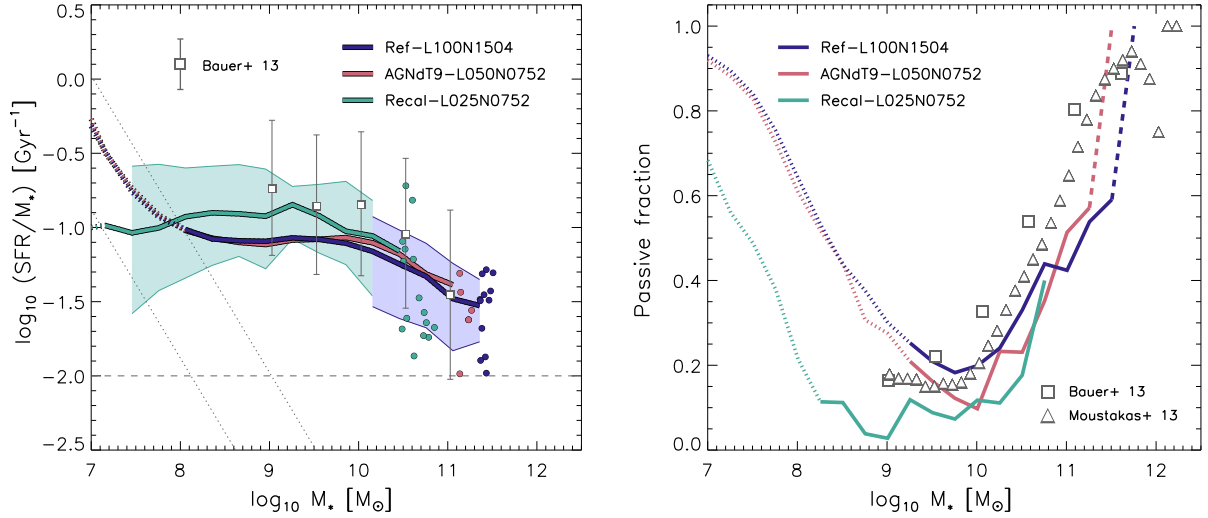 0.5
0.0
−0.5
−1.0
−1.5
−2.0
−2.5
log₁₀ (SFR/M⁎) [Gyr⁻¹]
Bauer+ 13
Ref−L100N1504
AGNdT9−L050N0752
Recal−L025N0752
7 8 9 10 11 12
log₁₀ M⁎ [M⊙]
1.0
0.8
0.6
0.4
0.2
0.0
Passive fraction
Ref−L100N1504
AGNdT9−L050N0752
Recal−L025N0752
Bauer+ 13
Moustakas+ 13
7 8 9 10 11 12
log₁₀ M⁎ [M⊙]